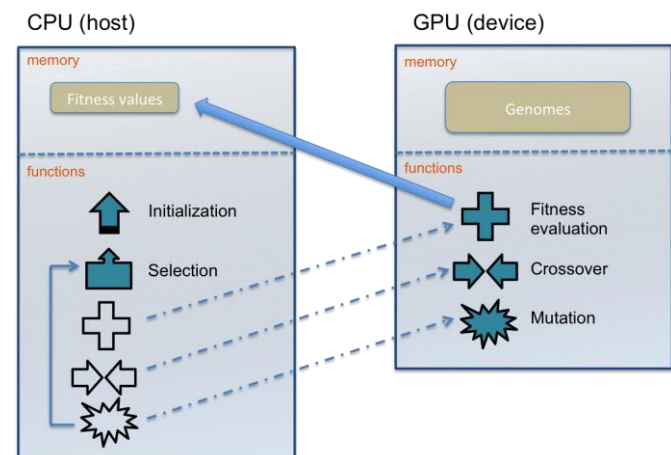 CPU (host)
GPU (device)
memory
Fitness values
functions
Initialization
Selection
memory
Genomes
functions
Fitness
evaluation
Crossover
Mutation